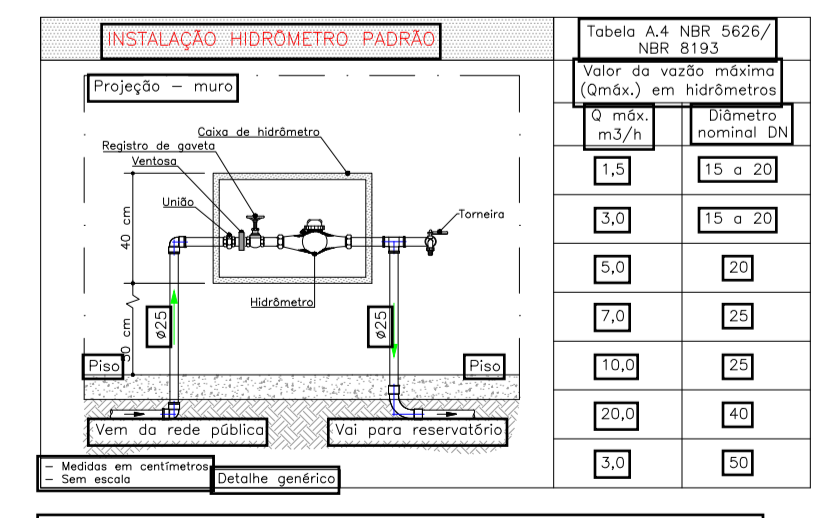 INSTALAÇÃO HIDRÔMETRO PADRÃO
Projeção – muro
Caixa de hidrômetro
Registro de gaveta
Ventosa
União
Torneira
40 cm
Hidrômetro
50 cm
ø25
ø25
Piso
Piso
Vem da rede pública
Vai para reservatório
– Medidas em centímetros
– Sem escala
Detalhe genérico
Tabela A.4 NBR 5626/
NBR 8193
Valor da vazão máxima
(Qmáx.) em hidrômetros
Q máx. Diâmetro
m3/h nominal DN
1,5 15 a 20
3,0 15 a 20
5,0 20
7,0 25
10,0 25
20,0 40
3,0 50